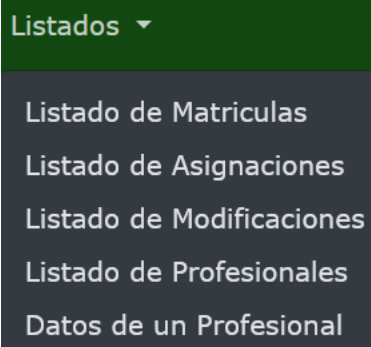 Listados
Listado de Matriculas
Listado de Asignaciones
Listado de Modificaciones
Listado de Profesionales
Datos de un Profesional